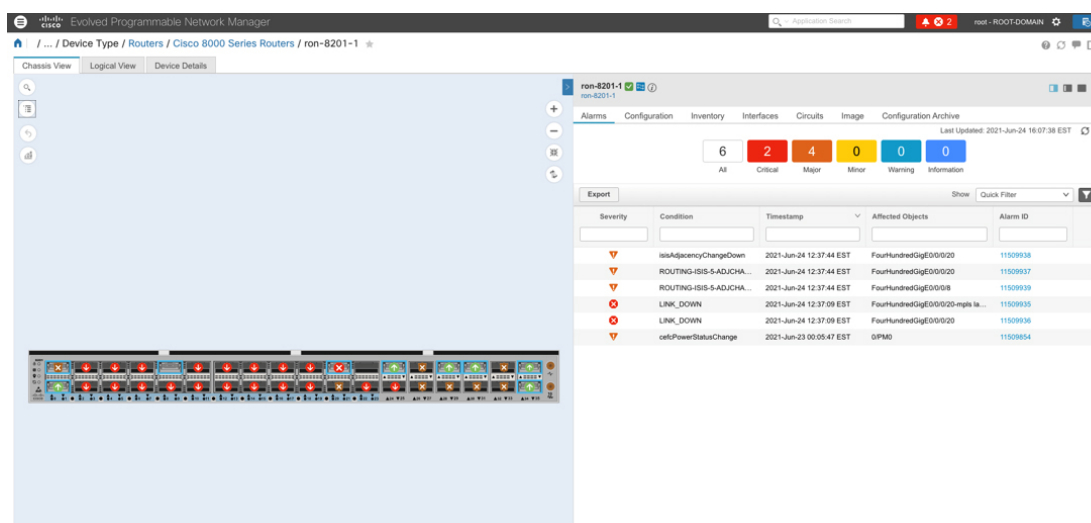 CISCO Evolved Programmable Network Manager
Application Search
2
root - ROOT-DOMAIN
/ ... / Device Type / Routers / Cisco 8000 Series Routers / ron-8201-1
Chassis View Logical View Device Details
ron-8201-1
ron-8201-1
Alarms Configuration Inventory Interfaces Circuits Image Configuration Archive
Last Updated: 2021-Jun-24 16:07:38 EST
6 2 4 0 0 0
All Critical Major Minor Warning Information
Export
Show Quick Filter
Severity Condition Timestamp Affected Objects Alarm ID
isisAdjacencyChangeDown 2021-Jun-24 12:37:44 EST FourHundredGigE0/0/0/20 11509938
ROUTING-ISIS-5-ADJCHA... 2021-Jun-24 12:37:44 EST FourHundredGigE0/0/0/20 11509937
ROUTING-ISIS-5-ADJCHA... 2021-Jun-24 12:37:44 EST FourHundredGigE0/0/0/8 11509939
LINK_DOWN 2021-Jun-24 12:37:09 EST FourHundredGigE0/0/0/20-mpls la... 11509935
LINK_DOWN 2021-Jun-24 12:37:09 EST FourHundredGigE0/0/0/20 11509936
cefcPowerStatusChange 2021-Jun-23 00:05:47 EST 0/PM0 11509854